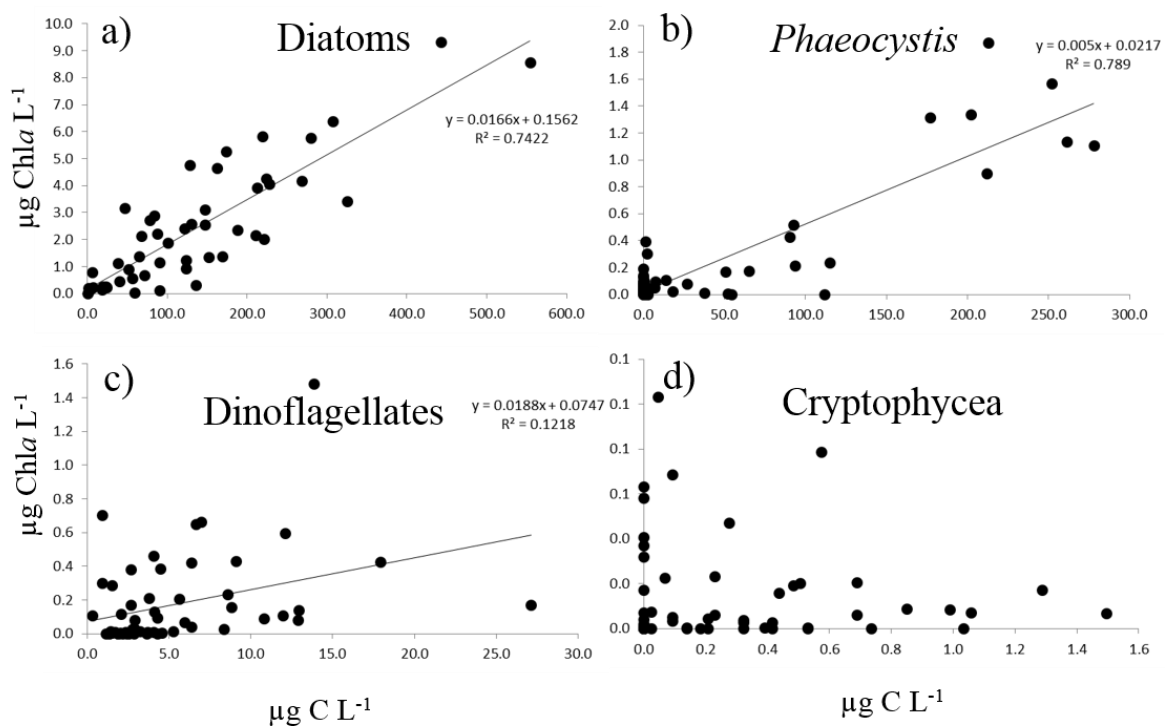 a)
Diatoms
10.0
9.0
8.0
7.0
6.0
5.0
4.0
3.0
2.0
1.0
0.0
0.0 100.0 200.0 300.0 400.0 500.0 600.0
y = 0.0166x + 0.1562
R² = 0.7422
µg Chla L⁻¹
b)
Phaeocystis
2.0
1.8
1.6
1.4
1.2
1.0
0.8
0.6
0.4
0.2
0.0
0.0 50.0 100.0 150.0 200.0 250.0 300.0
y = 0.005x + 0.0217
R² = 0.789
c)
Dinoflagellates
1.6
1.4
1.2
1.0
0.8
0.6
0.4
0.2
0.0
0.0 5.0 10.0 15.0 20.0 25.0 30.0
y = 0.0188x + 0.0747
R² = 0.1218
µg Chla L⁻¹
µg C L⁻¹
d)
Cryptophycea
0.1
0.1
0.1
0.1
0.0
0.0
0.0
0.0 0.2 0.4 0.6 0.8 1.0 1.2 1.4 1.6
µg C L⁻¹